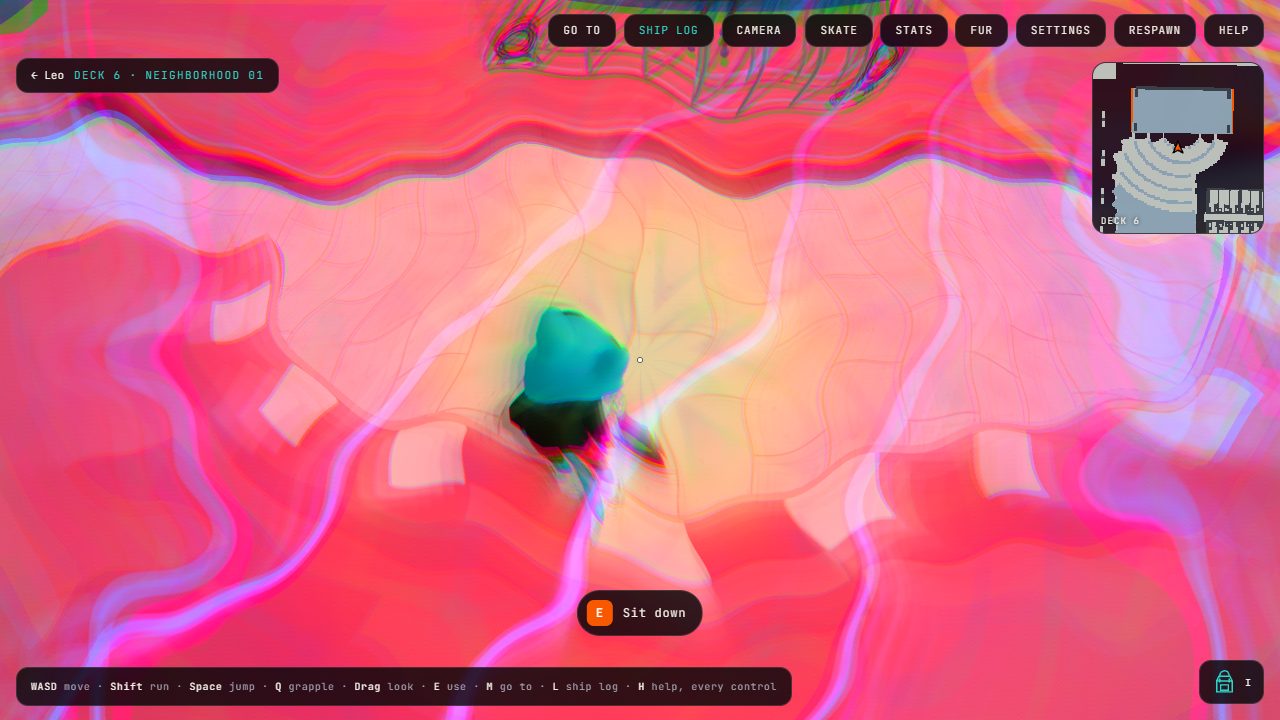 GO TO
SHIP LOG
CAMERA
SKATE
STATS
FUR
SETTINGS
RESPAWN
HELP
← Leo DECK 6 · NEIGHBORHOOD 01
DECK 6
E Sit down
WASD move · Shift run · Space jump · Q grapple · Drag look · E use · M go to · L ship log · H help, every control
I